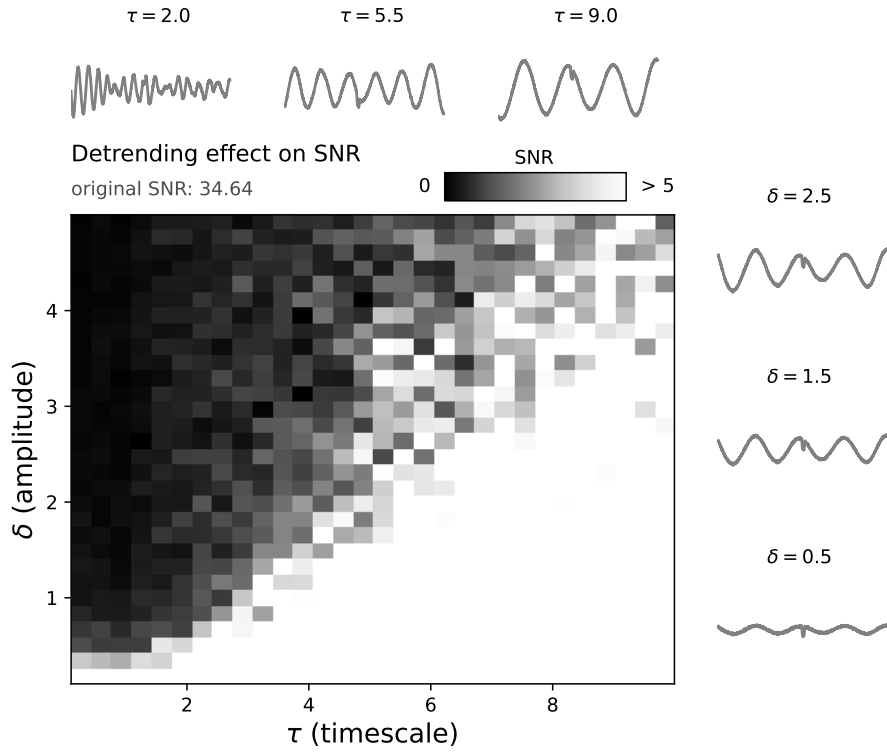 τ = 2.0
τ = 5.5
τ = 9.0
Detrending effect on SNR
original SNR: 34.64
SNR
0
> 5
δ = 2.5
δ = 1.5
δ = 0.5
4
3
2
1
δ (amplitude)
2
4
6
8
τ (timescale)